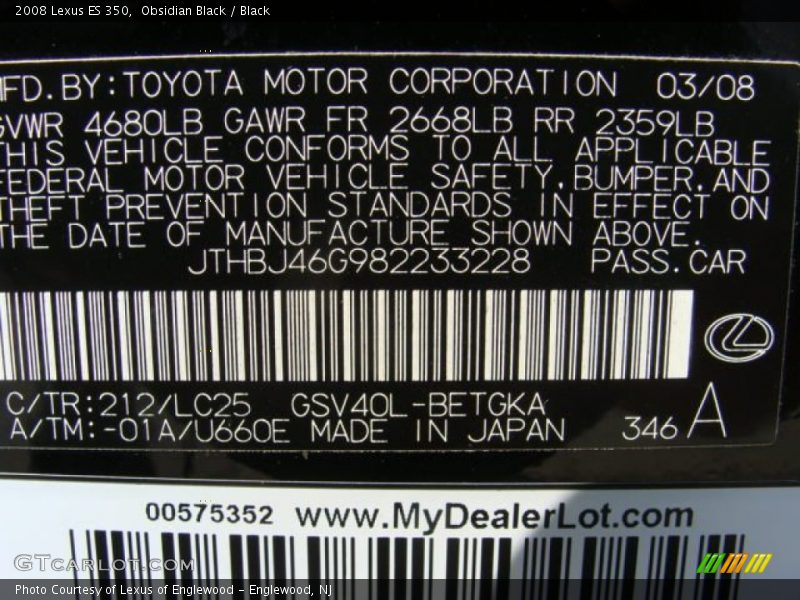 2008 Lexus ES 350, Obsidian Black / Black
MFD.BY:TOYOTA MOTOR CORPORATION 03/08
GVWR 4680LB GAWR FR 2668LB RR 2359LB
THIS VEHICLE CONFORMS TO ALL APPLICABLE
FEDERAL MOTOR VEHICLE SAFETY,BUMPER,AND
THEFT PREVENTION STANDARDS IN EFFECT ON
THE DATE OF MANUFACTURE SHOWN ABOVE.
JTHBJ46G982233228 PASS.CAR
C/TR:212/LC25 GSV40L-BETGKA
A/TM:-01A/U660E MADE IN JAPAN 346 A
00575352 www.MyDealerLot.com
GTCARLOT.COM
Photo Courtesy of Lexus of Englewood – Englewood, NJ